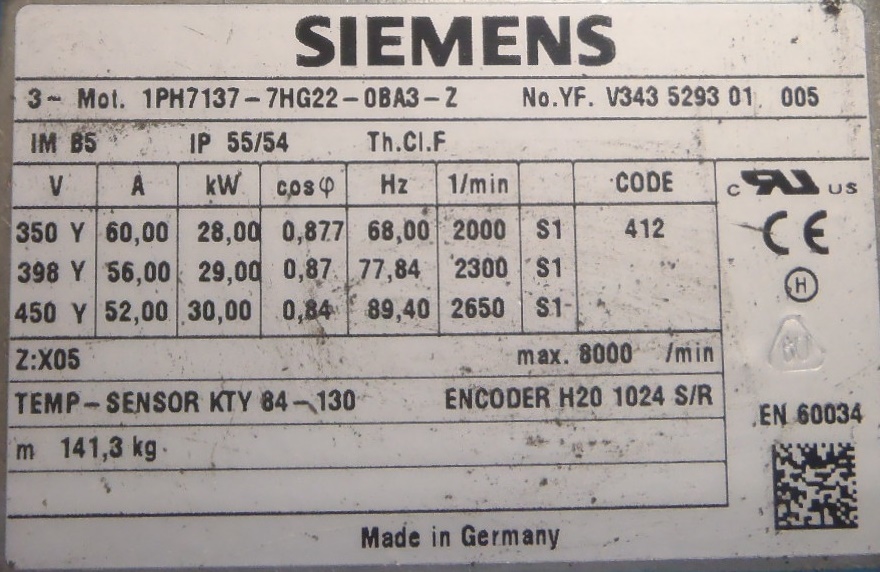 SIEMENS
3~ Mot. 1PH7137-7HG22-0BA3-Z No.YF. V343 5293 01 005
IM B5 IP 55/54 Th.Cl.F
V A kW cosφ Hz 1/min CODE
350 Y 60,00 28,00 0,877 68,00 2000 S1 412
398 Y 56,00 29,00 0,87 77,84 2300 S1
450 Y 52,00 30,00 0,84 89,40 2650 S1
Z:X05 max. 8000 /min
TEMP-SENSOR KTY 84-130 ENCODER H20 1024 S/R
m 141,3 kg
Made in Germany
C RU US
CE
H
EN 60034